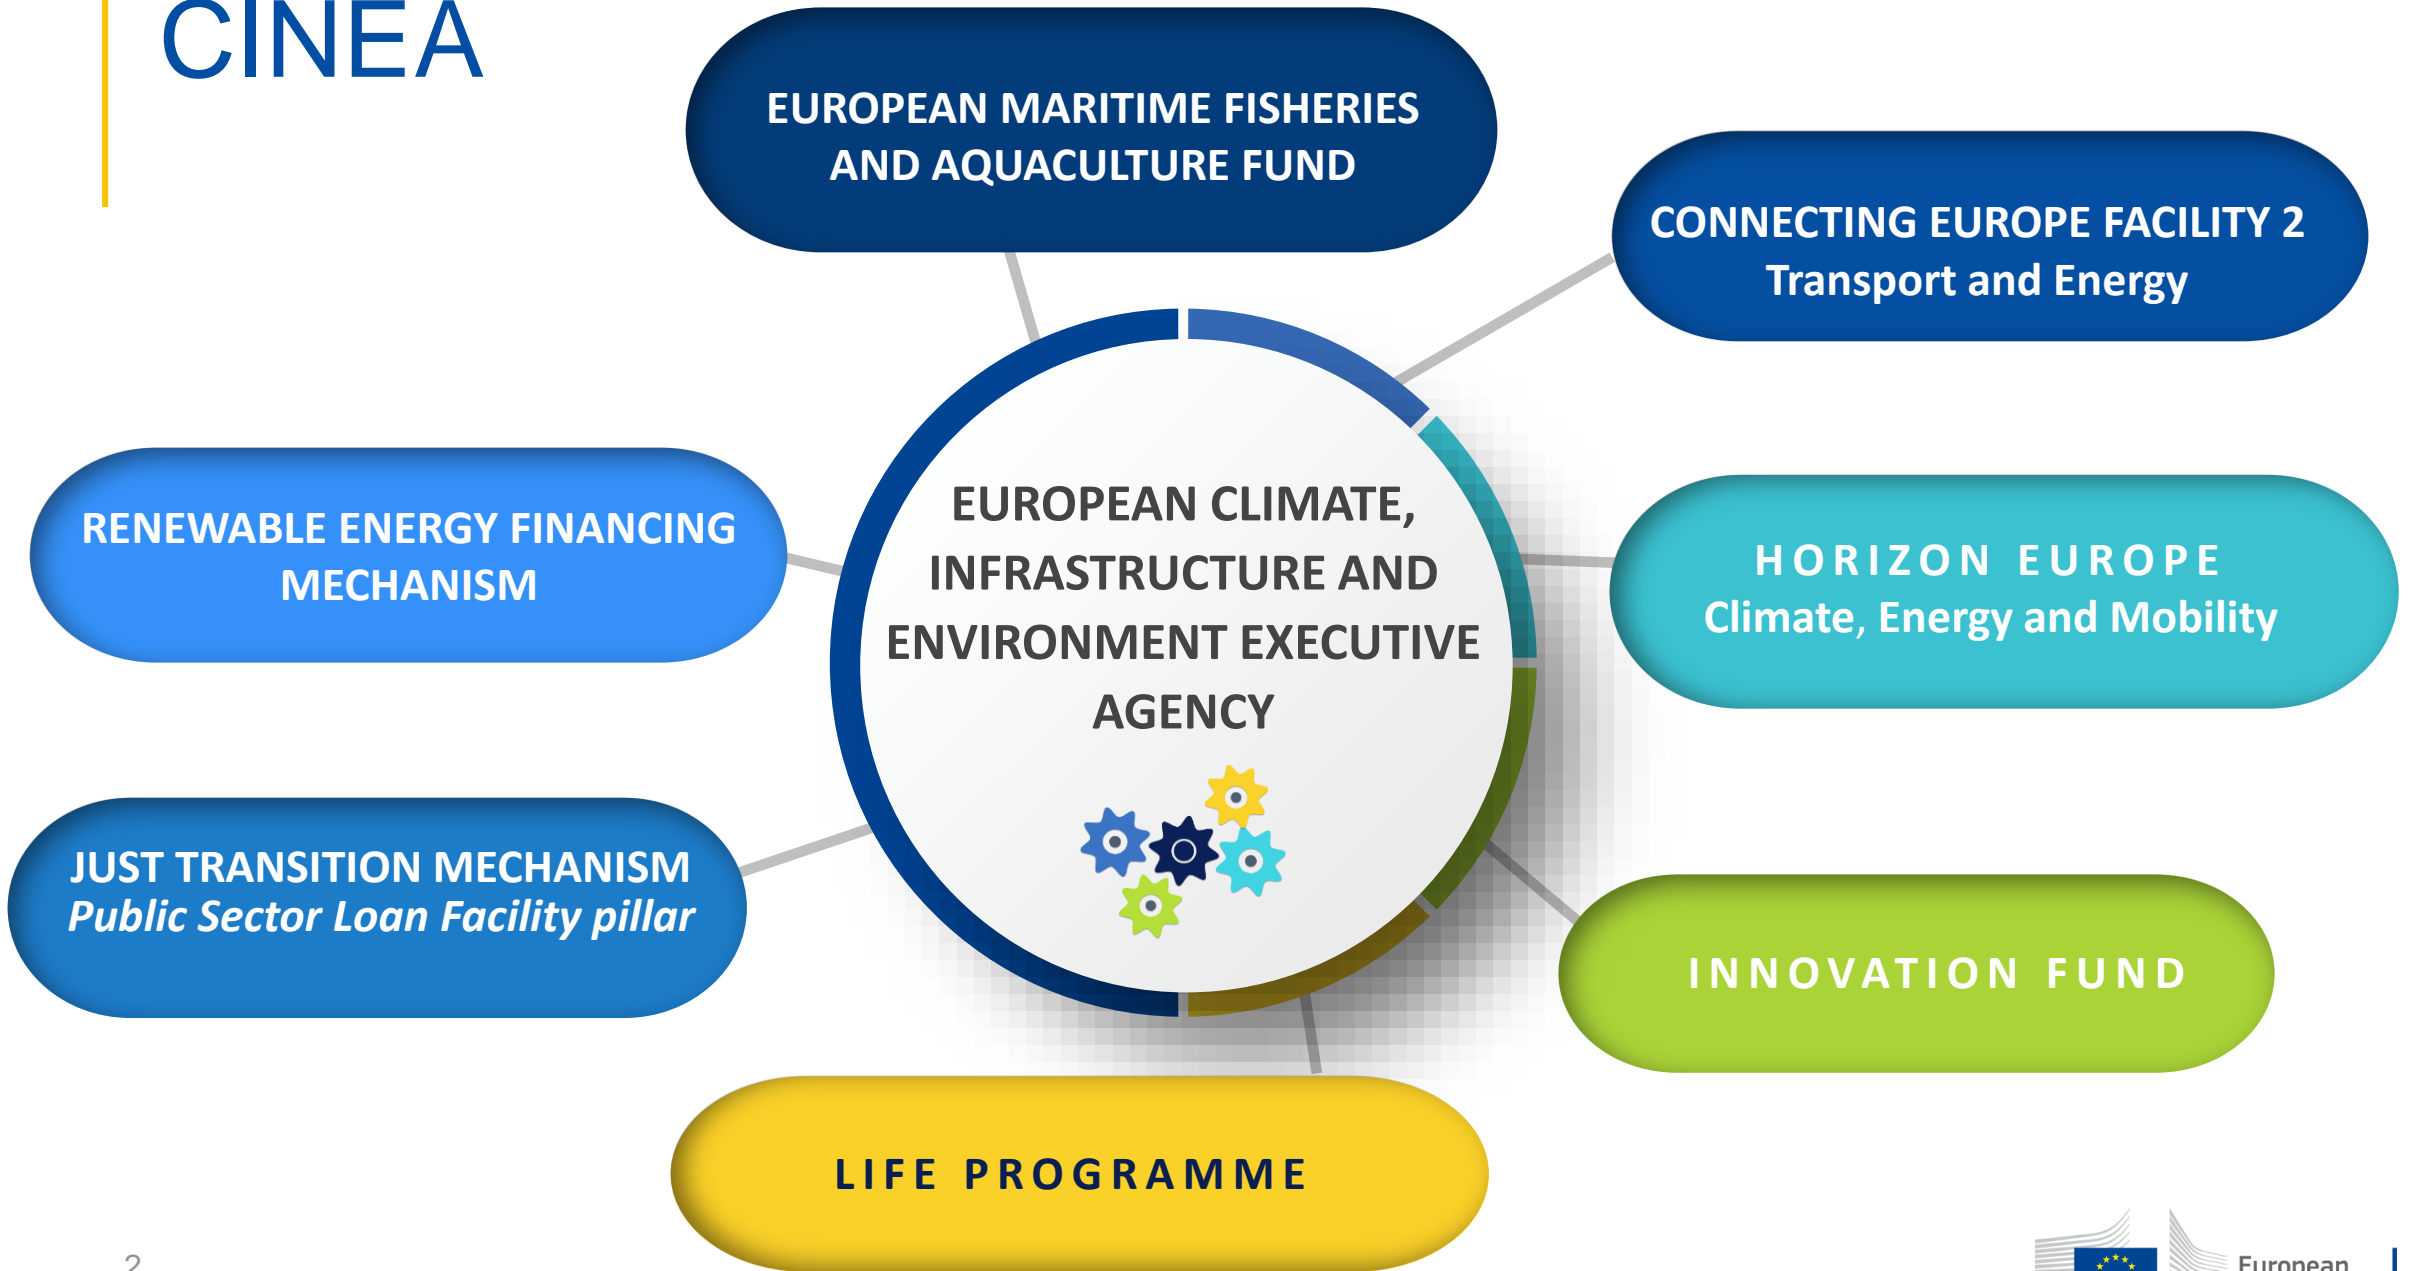 CINEA
EUROPEAN MARITIME FISHERIES
AND AQUACULTURE FUND
CONNECTING EUROPE FACILITY 2
Transport and Energy
RENEWABLE ENERGY FINANCING
MECHANISM
EUROPEAN CLIMATE,
INFRASTRUCTURE AND
ENVIRONMENT EXECUTIVE
AGENCY
HORIZON EUROPE
Climate, Energy and Mobility
JUST TRANSITION MECHANISM
Public Sector Loan Facility pillar
INNOVATION FUND
LIFE PROGRAMME
2
European